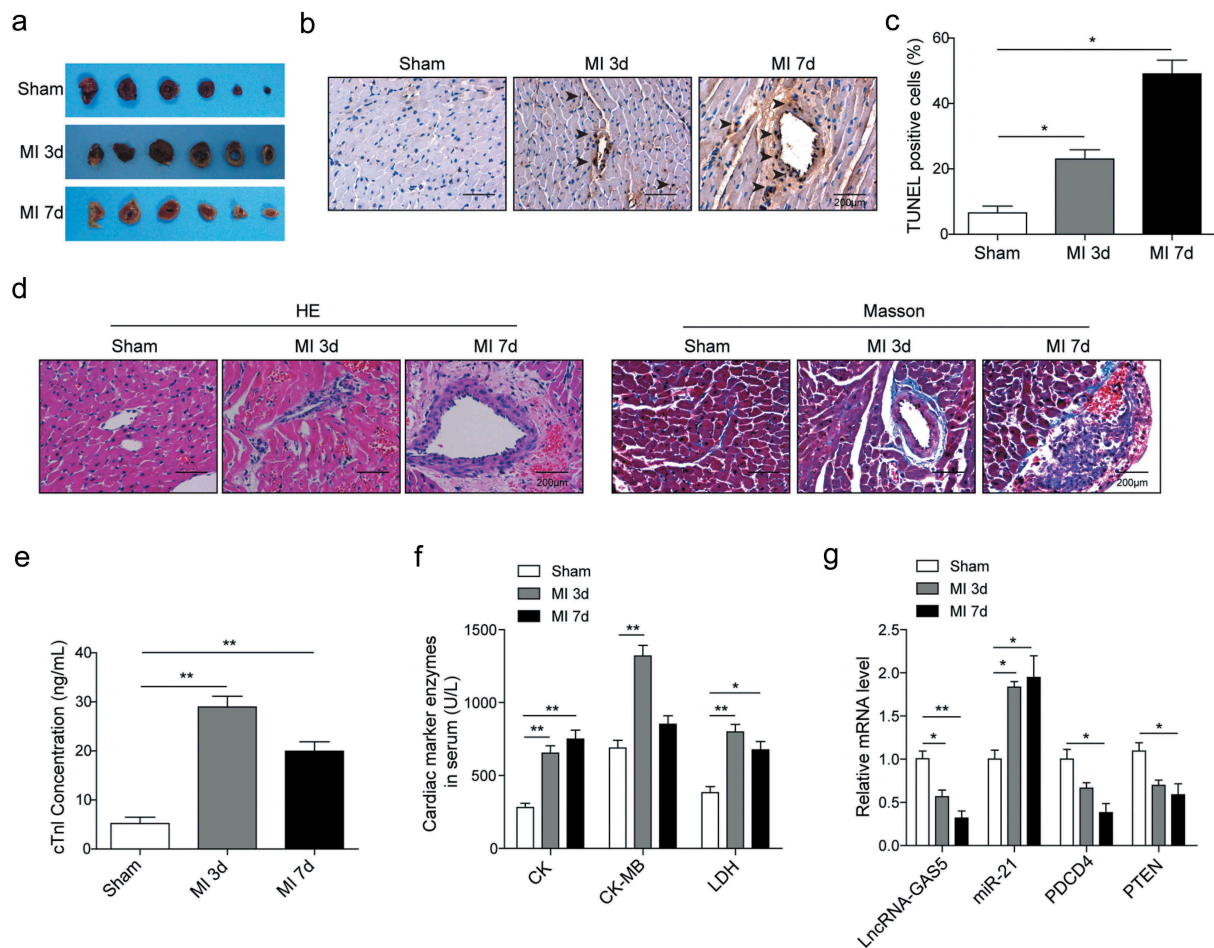 a
Sham
MI 3d
MI 7d
b
Sham
MI 3d
MI 7d
200μm
c
TUNEL positive cells (%)
60
40
20
0
*
*
Sham
MI 3d
MI 7d
d
HE
Sham
MI 3d
MI 7d
200μm
Masson
Sham
MI 3d
MI 7d
200μm
e
cTnI Concentration (ng/mL)
40
30
20
10
0
**
**
Sham
MI 3d
MI 7d
f
Sham
MI 3d
MI 7d
Cardiac marker enzymes
in serum (U/L)
1500
1000
500
0
**
**
**
*
**
CK
CK-MB
LDH
g
Sham
MI 3d
MI 7d
Relative mRNA level
2.5
2.0
1.5
1.0
0.5
0.0
**
*
*
*
*
*
LncRNA-GAS5
miR-21
PDCD4
PTEN